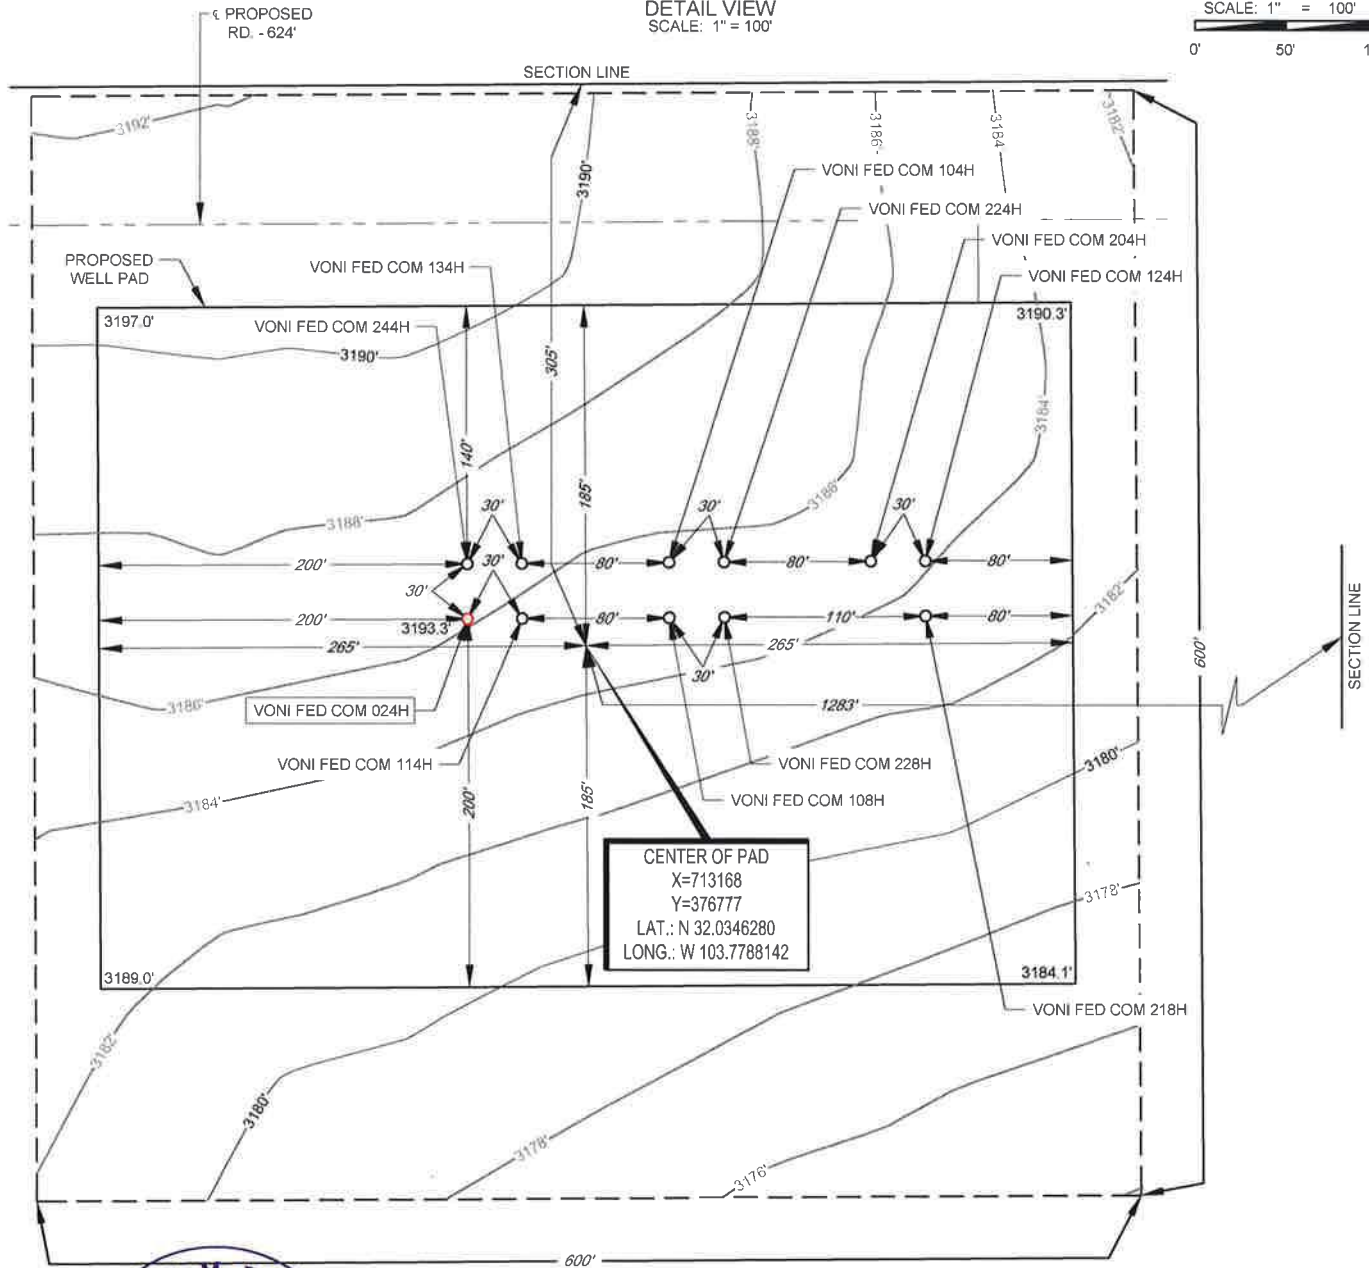 DETAIL VIEW
SCALE: 1" = 100'
SCALE: 1" = 100'
0' 50'
℄ PROPOSED
RD. - 624'
SECTION LINE
3192'
3190'
3188'
3186'
3184
3182'
VONI FED COM 104H
VONI FED COM 224H
VONI FED COM 204H
VONI FED COM 124H
PROPOSED
WELL PAD
VONI FED COM 134H
VONI FED COM 244H
3197.0'
3190.3'
3190'
305'
140'
185'
3184'
3188'
3186'
30'
30'
30'
200'
80'
80'
80'
30'
30'
200'
3193.3'
80'
110'
80'
3182'
265'
265'
30'
600'
SECTION LINE
3186'
VONI FED COM 024H
1283'
VONI FED COM 114H
VONI FED COM 228H
3180'
VONI FED COM 108H
3184'
200'
185'
CENTER OF PAD
X=713168
Y=376777
LAT.: N 32.0346280
LONG.: W 103.7788142
3178'
3189.0'
3184.1'
VONI FED COM 218H
3182'
3180'
3178'
3176'
600'